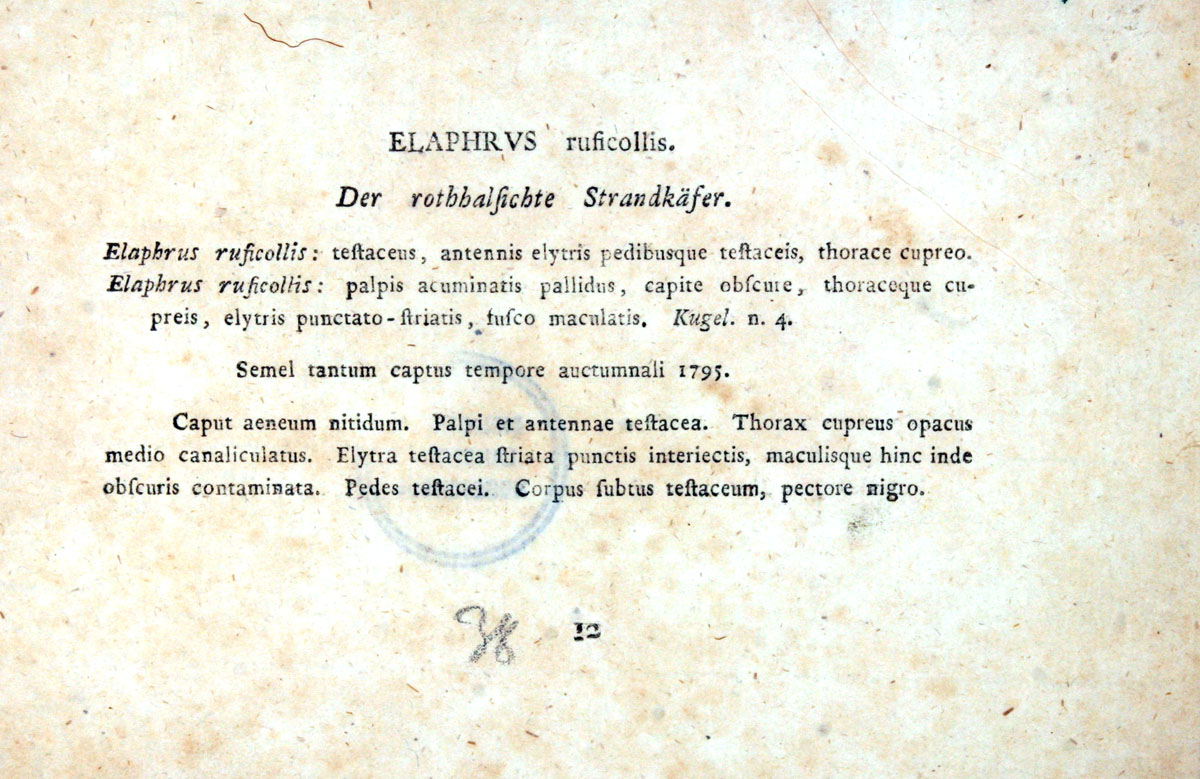 ELAPHRVS ruficollis.
Der rothhalſichte Strandkäfer.
Elaphrus ruficollis: teſtaceus, antennis elytris pedibusque teſtaceis, thorace cupreo.
Elaphrus ruficollis: palpis acuminatis pallidus, capite obſcure, thoraceque cu-
preis, elytris punctato-ſtriatis, fuſco maculatis. Kugel. n. 4.
Semel tantum captus tempore auctumnali 1795.
Caput aeneum nitidum. Palpi et antennae teſtacea. Thorax cupreus opacus
medio canaliculatus. Elytra teſtacea ſtriata punctis interiectis, maculisque hinc inde
obſcuris contaminata. Pedes teſtacei. Corpus ſubtus teſtaceum, pectore nigro.
12